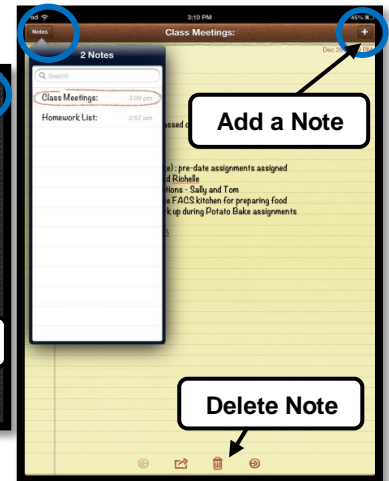 3:10 PM
45%
Notes
Class Meetings:
+
2 Notes
Search
Class Meetings: 3:09 pm
Homework List: 2:57 pm
Add a Note
: pre-date assignments assigned
Richelle
tions - Sally and Tom
FACS kitchen for preparing food
up during Potato Bake assignments
Delete Note